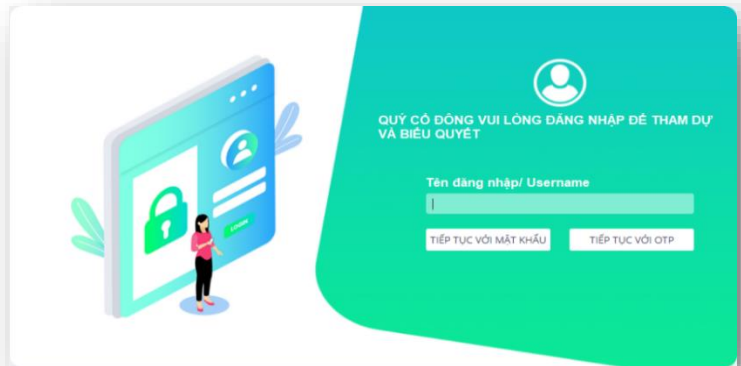 QUÝ CỔ ĐÔNG VUI LÒNG ĐĂNG NHẬP ĐỂ THAM DỰ
VÀ BIỂU QUYẾT
Tên đăng nhập/ Username
TIẾP TỤC VỚI MẬT KHẨU
TIẾP TỤC VỚI OTP
LOGIN